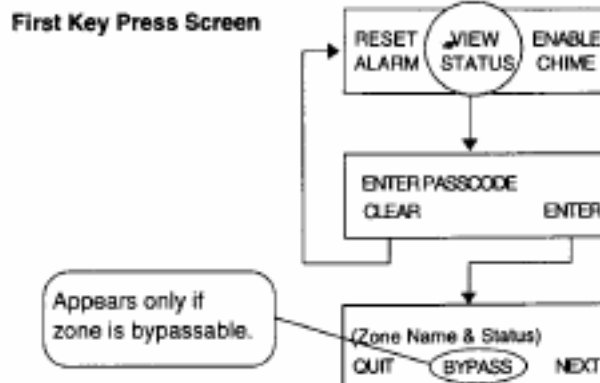 First Key Press Screen
RESET VIEW ENABLE
ALARM STATUS CHIME
ENTER PASSCODE
CLEAR ENTER
Appears only if
zone is bypassable.
(Zone Name & Status)
QUIT BYPASS NEXT